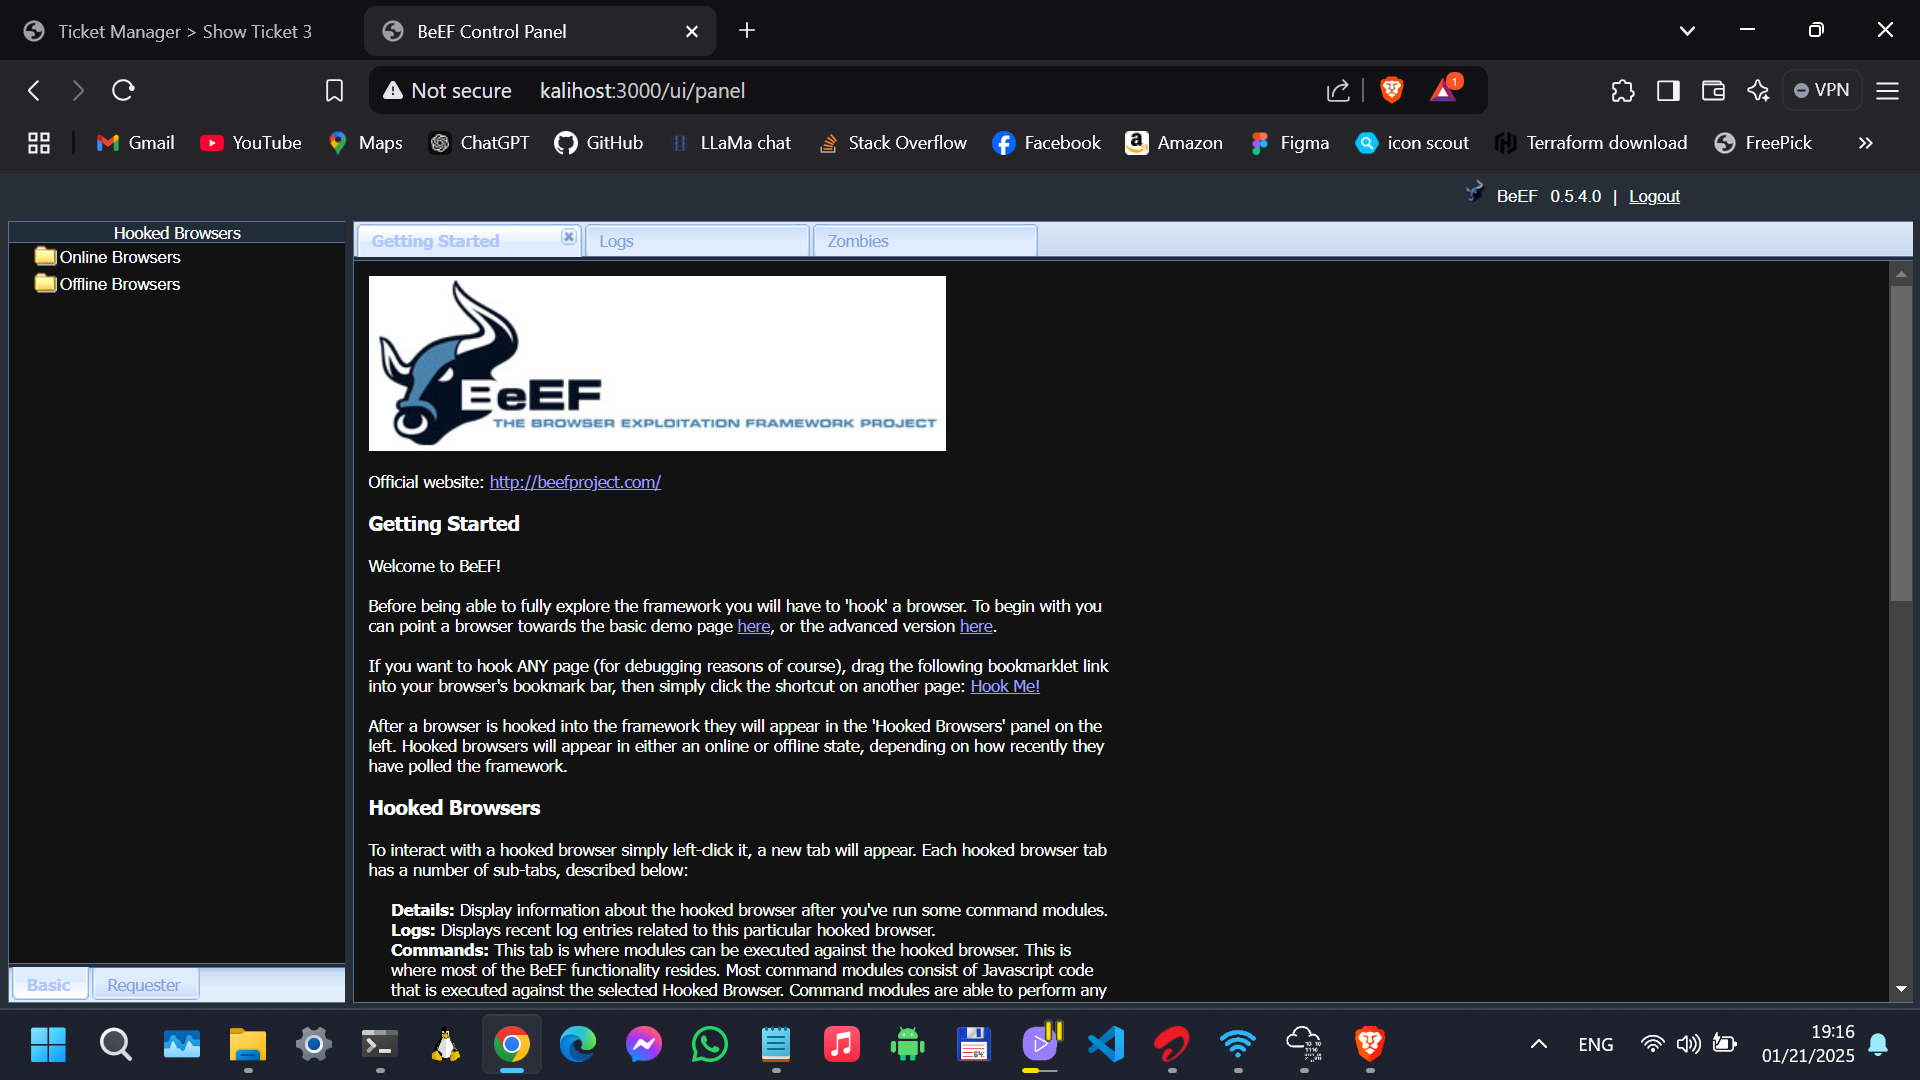 Ticket Manager > Show Ticket 3
BeEF Control Panel
Not secure kalihost:3000/ui/panel
1
VPN
Gmail YouTube Maps ChatGPT GitHub LLaMa chat Stack Overflow Facebook Amazon Figma icon scout Terraform download FreePick
BeEF 0.5.4.0 | Logout
Hooked Browsers
Online Browsers
Offline Browsers
Getting Started
Logs
Zombies
BeEF
THE BROWSER EXPLOITATION FRAMEWORK PROJECT
Official website: http://beefproject.com/
Getting Started
Welcome to BeEF!
Before being able to fully explore the framework you will have to 'hook' a browser. To begin with you
can point a browser towards the basic demo page here, or the advanced version here.
If you want to hook ANY page (for debugging reasons of course), drag the following bookmarklet link
into your browser's bookmark bar, then simply click the shortcut on another page: Hook Me!
After a browser is hooked into the framework they will appear in the 'Hooked Browsers' panel on the
left. Hooked browsers will appear in either an online or offline state, depending on how recently they
have polled the framework.
Hooked Browsers
To interact with a hooked browser simply left-click it, a new tab will appear. Each hooked browser tab
has a number of sub-tabs, described below:
Details: Display information about the hooked browser after you've run some command modules.
Logs: Displays recent log entries related to this particular hooked browser.
Commands: This tab is where modules can be executed against the hooked browser. This is
where most of the BeEF functionality resides. Most command modules consist of Javascript code
that is executed against the selected Hooked Browser. Command modules are able to perform any
Basic
Requester
ENG
19:16
01/21/2025